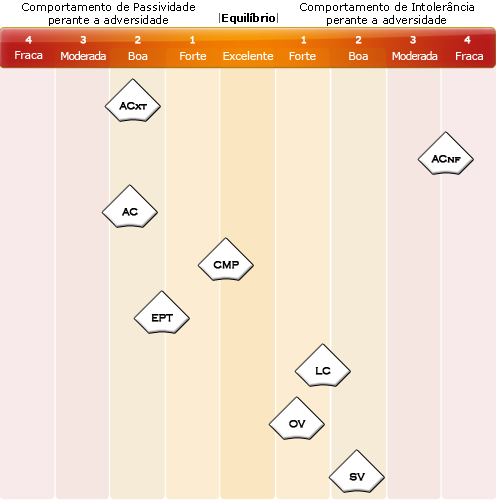 Comportamento de Passividade
perante a adversidade
|Equilíbrio|
Comportamento de Intolerância
perante a adversidade
4 3 2 1 1 2 3 4
Fraca Moderada Boa Forte Excelente Forte Boa Moderada Fraca
ACXT
ACNF
AC
CMP
EPT
LC
OV
SV